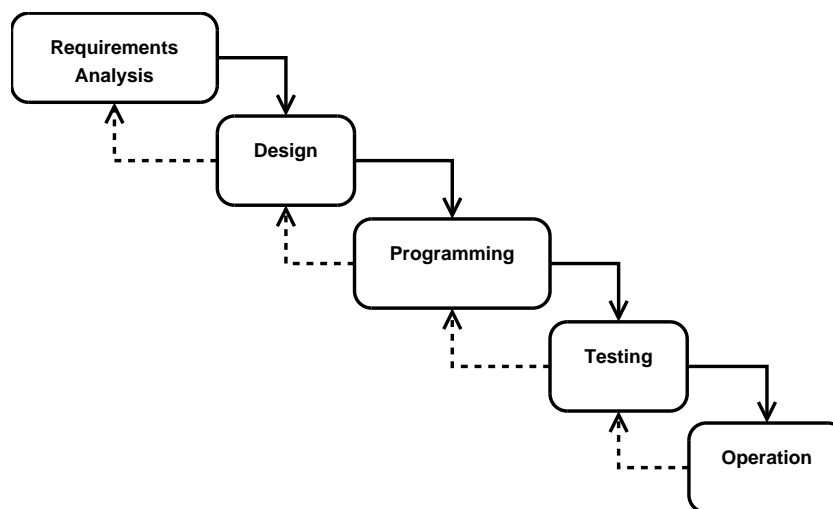 Requirements
Analysis
Design
Programming
Testing
Operation